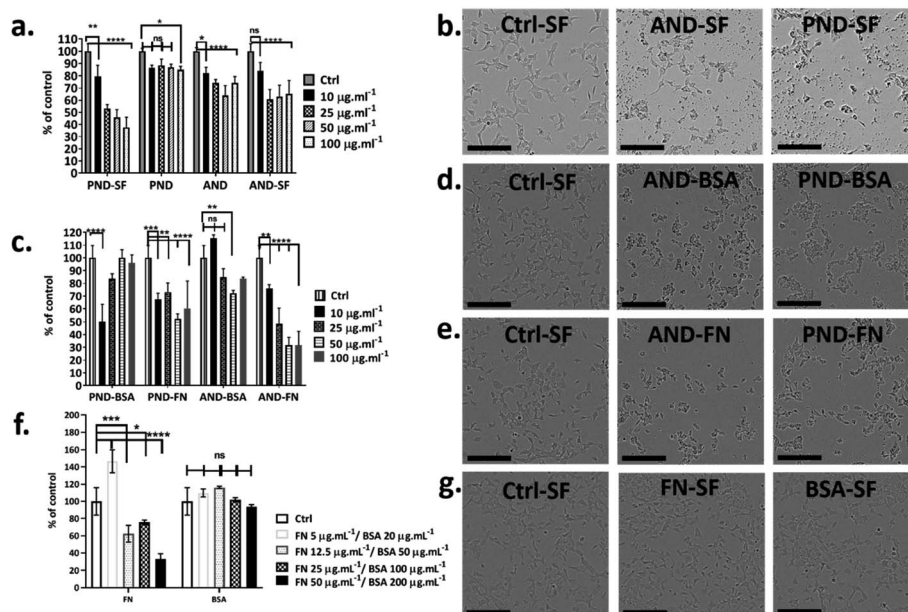 a.
** **** * ns * **** ns ****
% of control
110
100
90
80
70
60
50
40
30
20
10
0
PND-SF PND AND AND-SF
Ctrl
10 µg.ml-1
25 µg.ml-1
50 µg.ml-1
100 µg.ml-1
b.
Ctrl-SF AND-SF PND-SF
c.
**** *** ** **** ** ns ** ****
% of control
120
110
100
90
80
70
60
50
40
30
20
10
0
PND-BSA PND-FN AND-BSA AND-FN
Ctrl
10 µg.ml-1
25 µg.ml-1
50 µg.ml-1
100 µg.ml-1
d.
Ctrl-SF AND-BSA PND-BSA
e.
Ctrl-SF AND-FN PND-FN
f.
*** * **** ns
% of control
200
180
160
140
120
100
80
60
40
20
0
FN BSA
Ctrl
FN 5 µg.mL-1/ BSA 20 µg.mL-1
FN 12.5 µg.mL-1/ BSA 50 µg.mL-1
FN 25 µg.mL-1/ BSA 100 µg.mL-1
FN 50 µg.mL-1/ BSA 200 µg.mL-1
g.
Ctrl-SF FN-SF BSA-SF